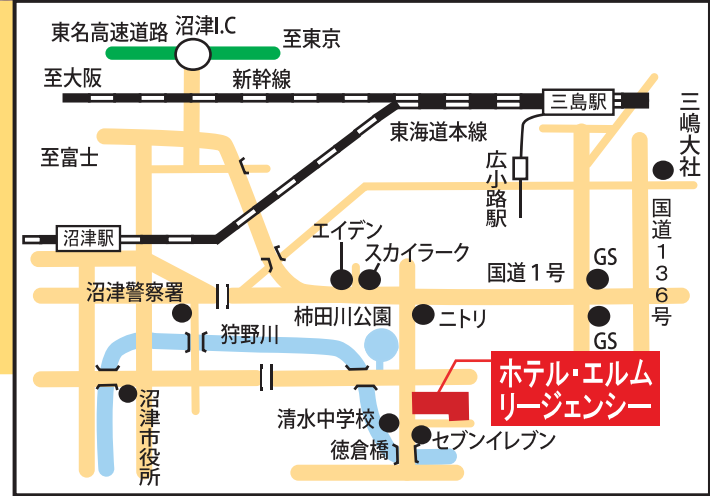 沼津I.C
東名高速道路
至東京
至大阪
新幹線
三島駅
三嶋大社
東海道本線
至富士
広小路駅
沼津駅
エイデン
スカイラーク
国道136号
GS
国道1号
沼津警察署
柿田川公園
ニトリ
狩野川
GS
ホテル・エルム
リージェンシー
沼津市役所
清水中学校
セブンイレブン
徳倉橋